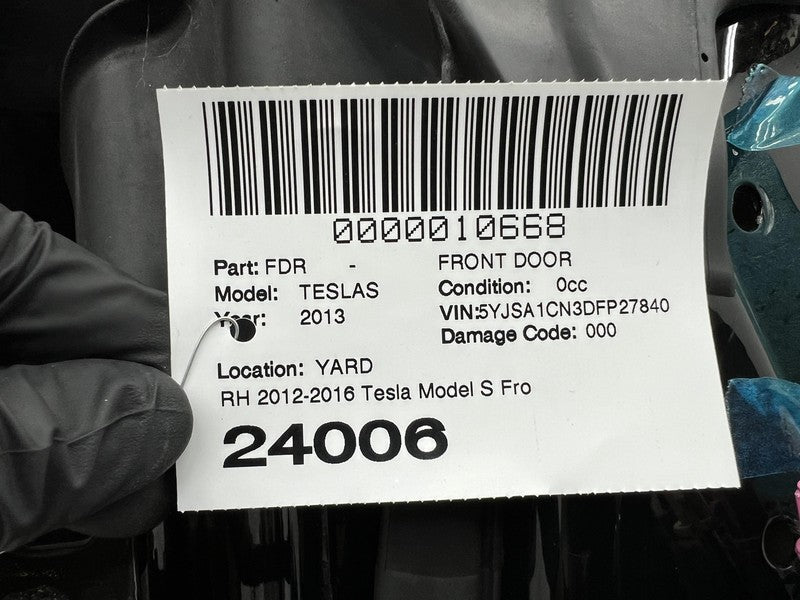 0000010668
Part: FDR - FRONT DOOR
Model: TESLAS Condition: 0cc
Year: 2013 VIN:5YJSA1CN3DFP27840
Damage Code: 000
Location: YARD
RH 2012-2016 Tesla Model S Fro
24006